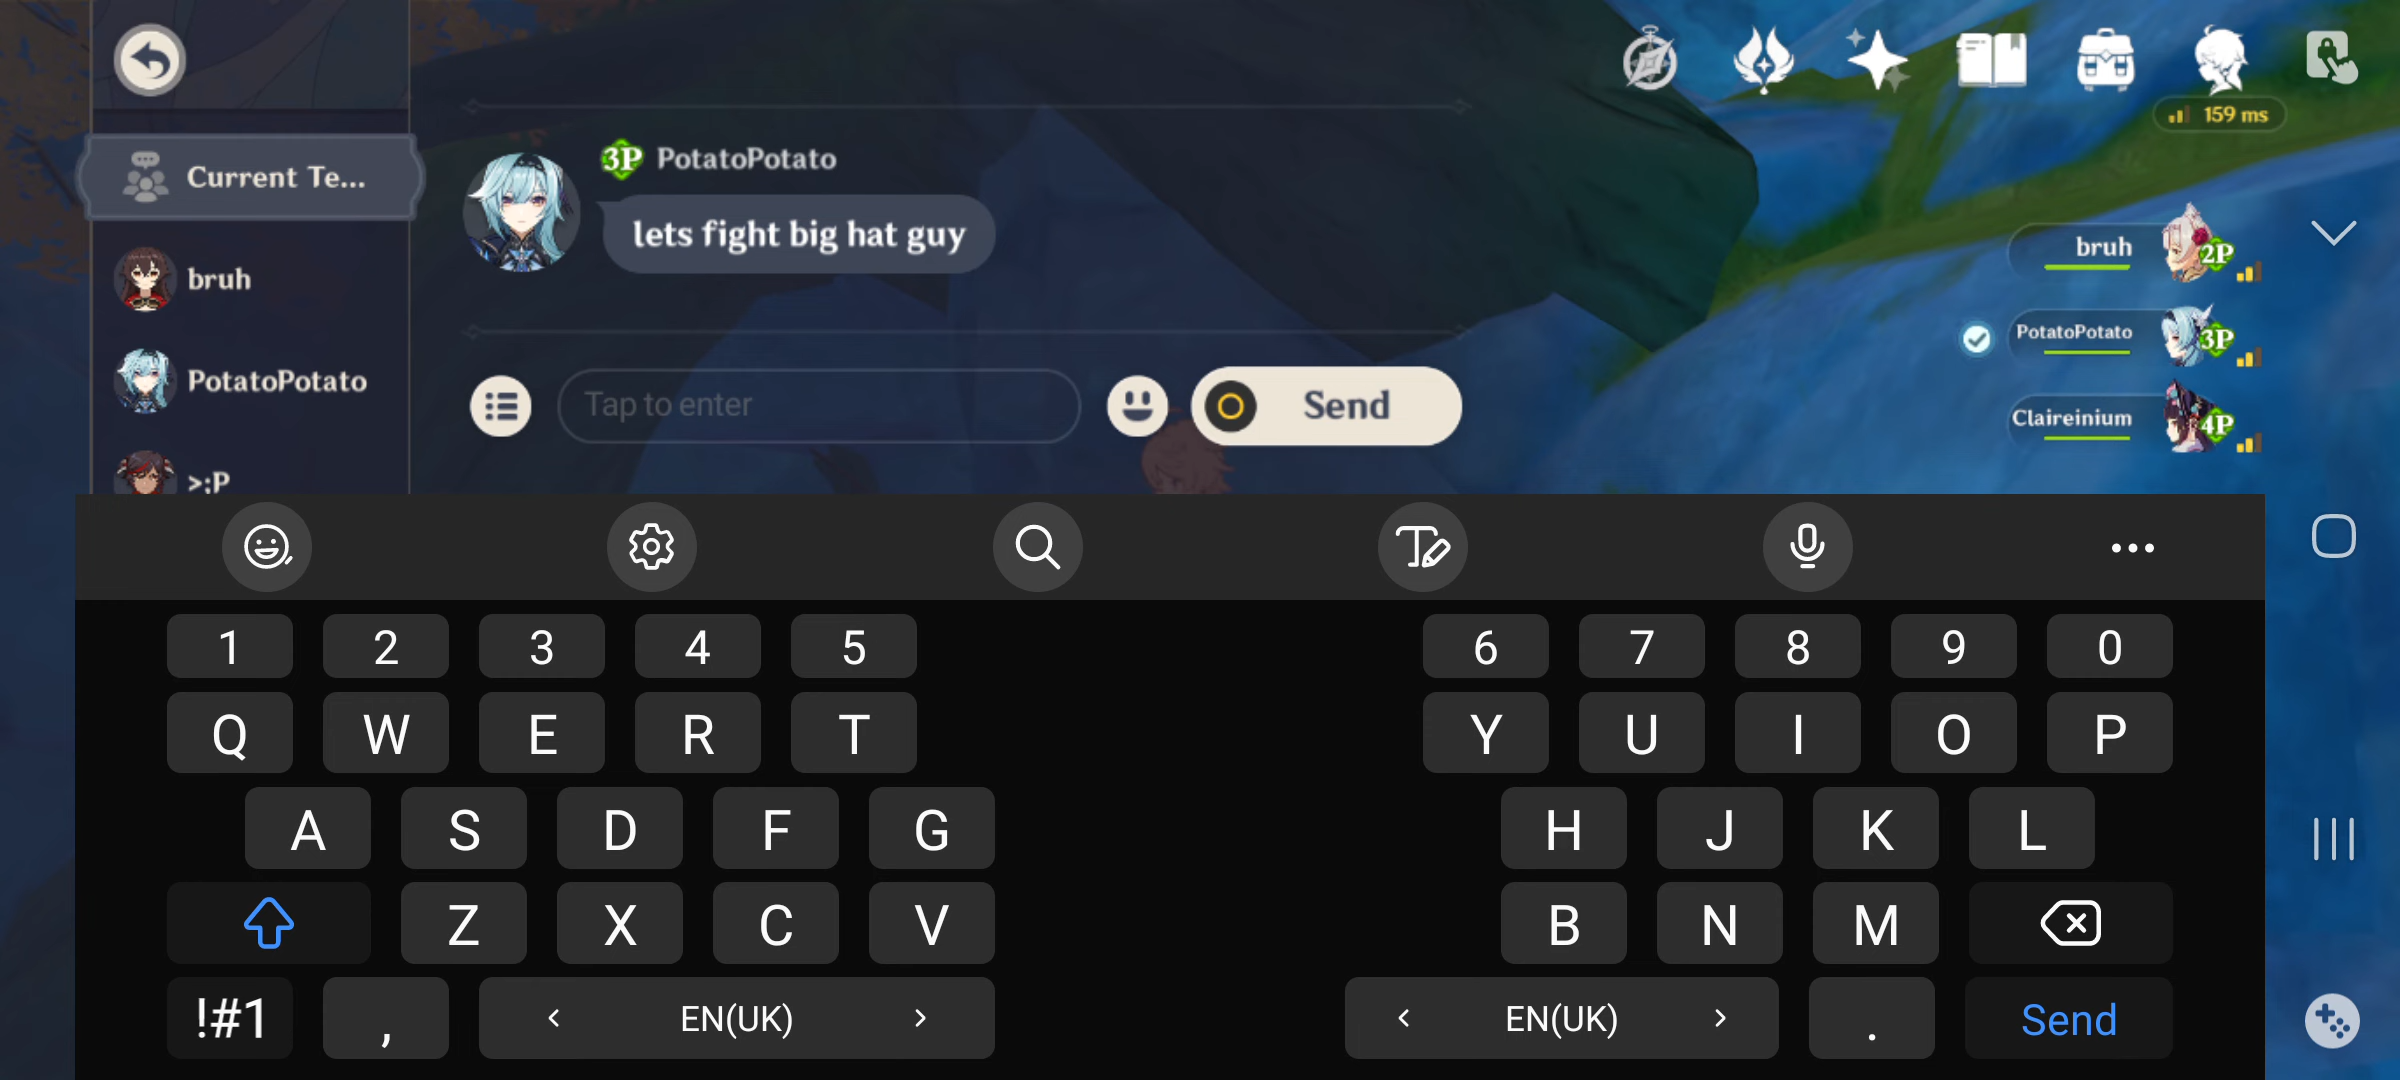 159 ms
Current Te...
bruh
PotatoPotato
>:P
3P PotatoPotato
lets fight big hat guy
Tap to enter
Send
bruh 2P
PotatoPotato 3P
Claireinium 4P
1 2 3 4 5 6 7 8 9 0
Q W E R T Y U I O P
A S D F G H J K L
Z X C V B N M
!#1 , < EN(UK) > < EN(UK) > . Send